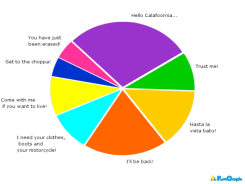 Hello Calafoornia...
You have just
been erased!
Trust me!
Get to the choppa!
Come with me
if you want to live!
Hasta la
vista baby!
I need your clothes,
boots and
your motorcycle!
I'll be back!